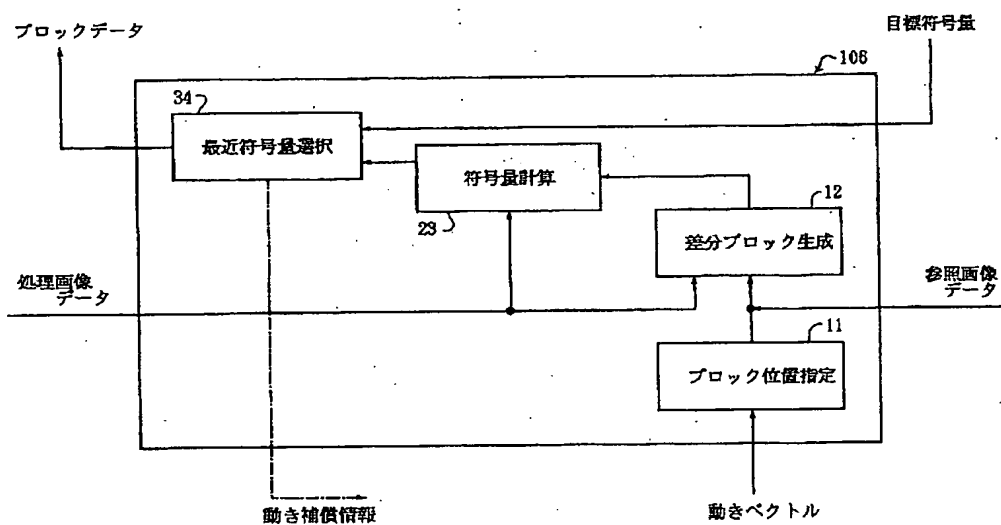 ブロックデータ
目標符号量
106
34
最近符号量選択
符号量計算
23
12
差分ブロック生成
処理画像
データ
参照画像
データ
11
ブロック位置指定
動き補償情報
動きベクトル